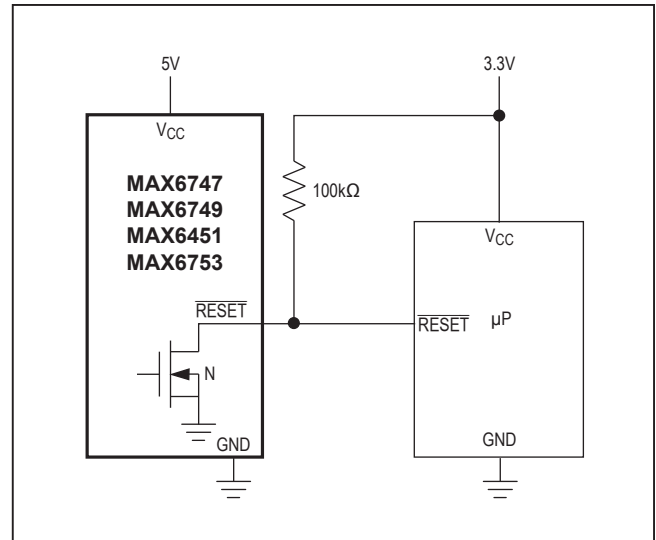 5V
3.3V
VCC
MAX6747
MAX6749
MAX6451
MAX6753
100kΩ
VCC
RESET
RESET
µP
N
GND
GND